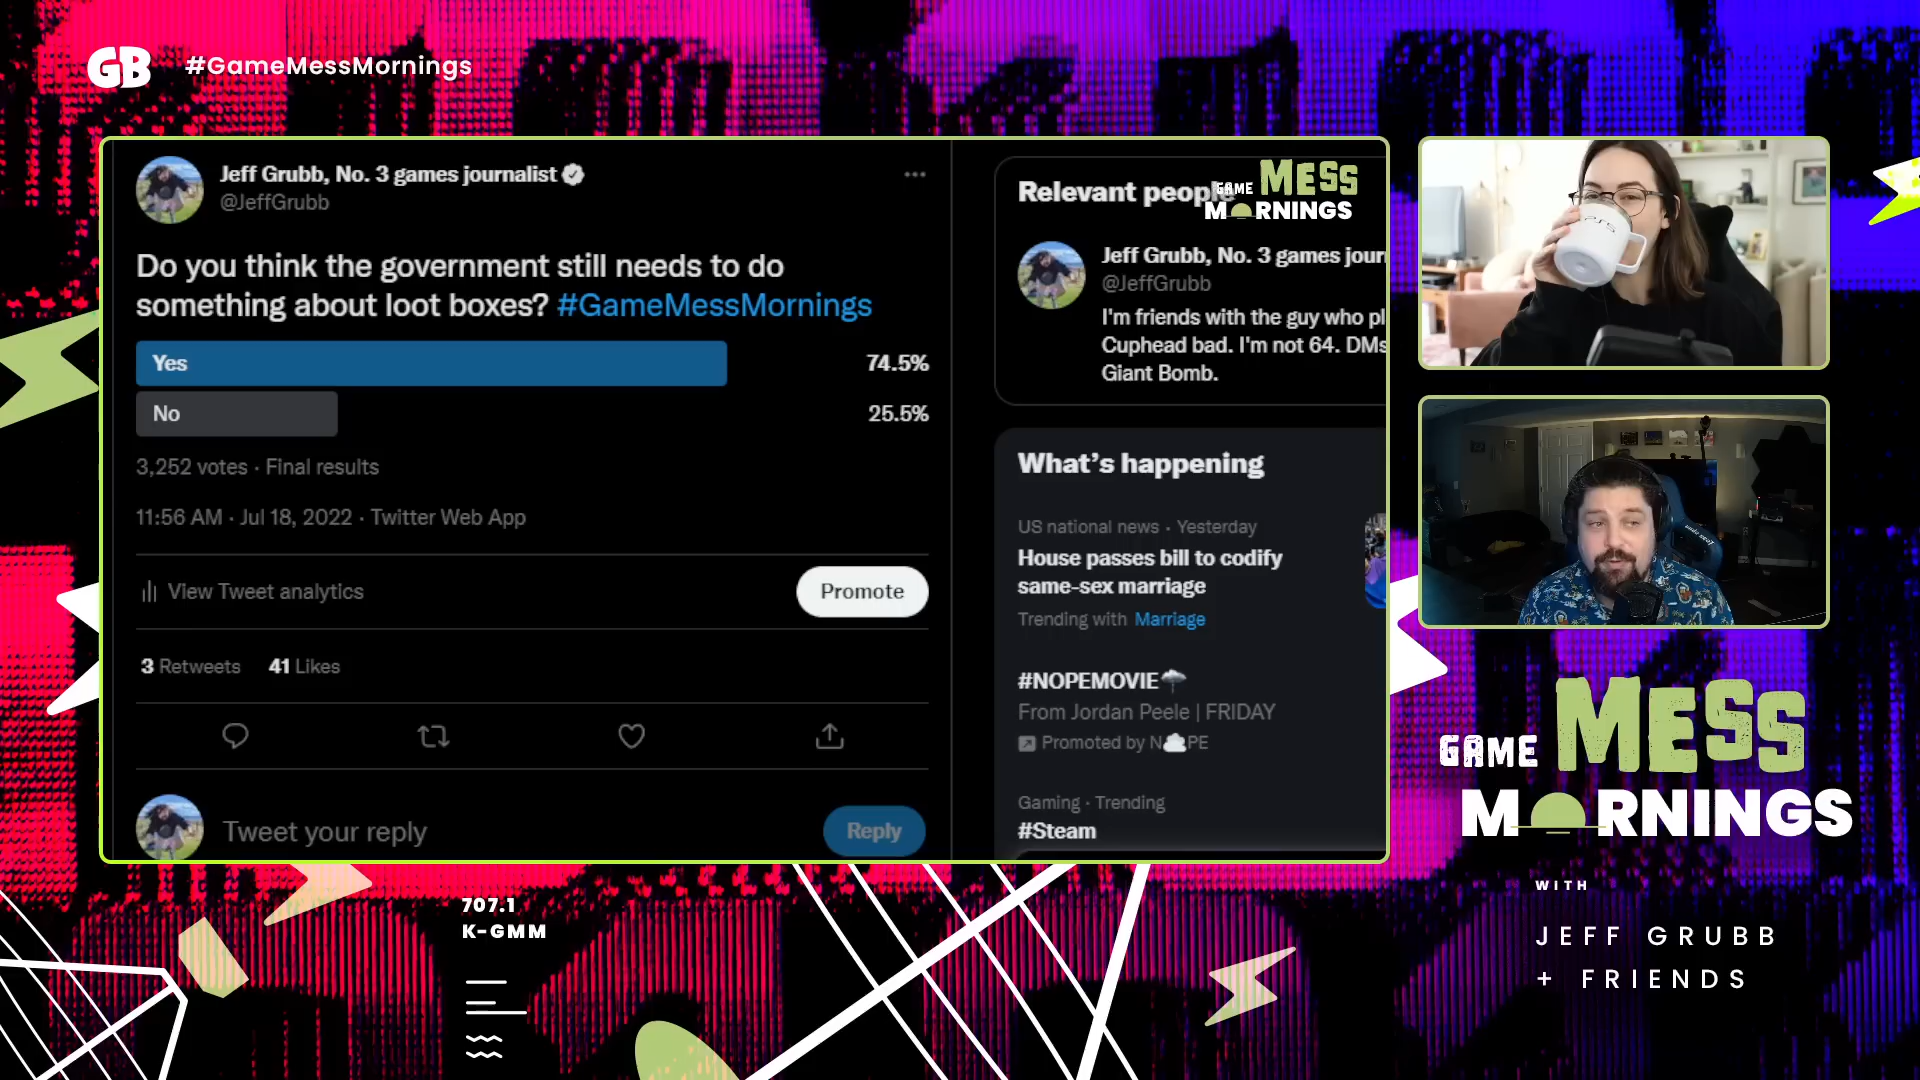 GB
#GameMessMornings
Jeff Grubb, No. 3 games journalist
@JeffGrubb
Do you think the government still needs to do
something about loot boxes? #GameMessMornings
Yes 74.5%
No 25.5%
3,252 votes · Final results
11:56 AM · Jul 18, 2022 · Twitter Web App
View Tweet analytics
Promote
3 Retweets 41 Likes
Tweet your reply
Reply
Relevant people
GAME MESS
MORNINGS
Jeff Grubb, No. 3 games jour
@JeffGrubb
I'm friends with the guy who pl
Cuphead bad. I'm not 64. DMs
Giant Bomb.
What's happening
US national news · Yesterday
House passes bill to codify
same-sex marriage
Trending with Marriage
#NOPEMOVIE
From Jordan Peele | FRIDAY
Promoted by NOPE
Gaming · Trending
#Steam
PS5
GAME MESS
MORNINGS
WITH
JEFF GRUBB
+ FRIENDS
707.1
K-GMM